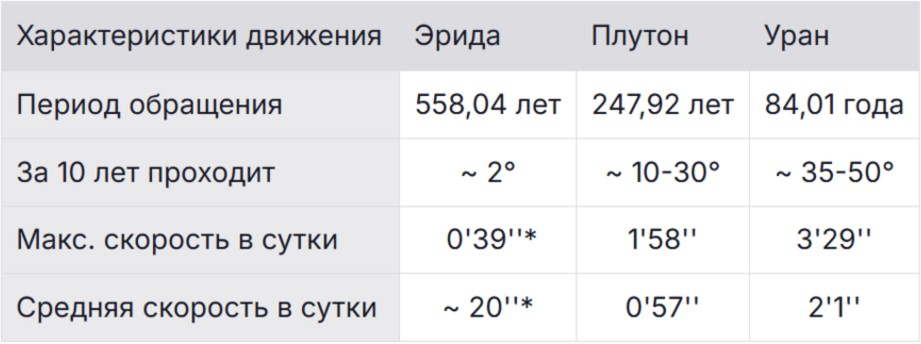 Характеристики движения Эрида Плутон Уран
Период обращения 558,04 лет 247,92 лет 84,01 года
За 10 лет проходит ~ 2° ~ 10-30° ~ 35-50°
Макс. скорость в сутки 0'39''* 1'58'' 3'29''
Средняя скорость в сутки ~ 20''* 0'57'' 2'1''